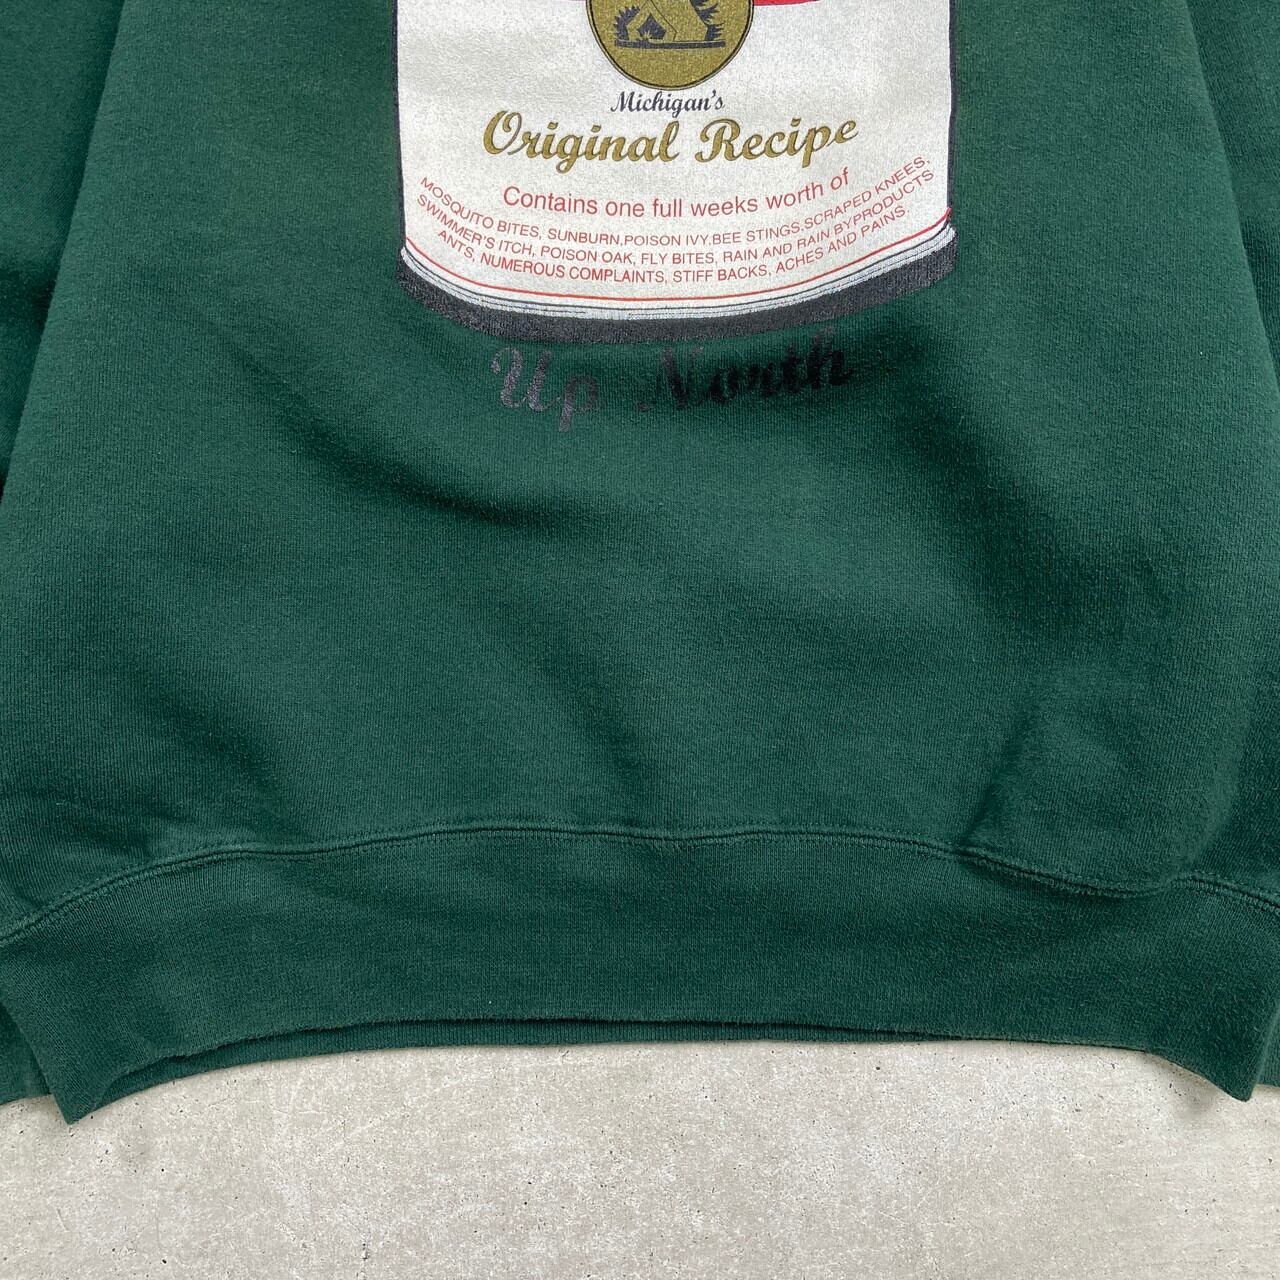 Michigan's
Original Recipe
Contains one full weeks worth of
MOSQUITO BITES, SUNBURN,POISON IVY,BEE STINGS,SCRAPED KNEES,
SWIMMER'S ITCH, POISON OAK, FLY BITES, RAIN AND RAIN BYPRODUCTS
ANTS, NUMEROUS COMPLAINTS, STIFF BACKS, ACHES AND PAINS.
Up North